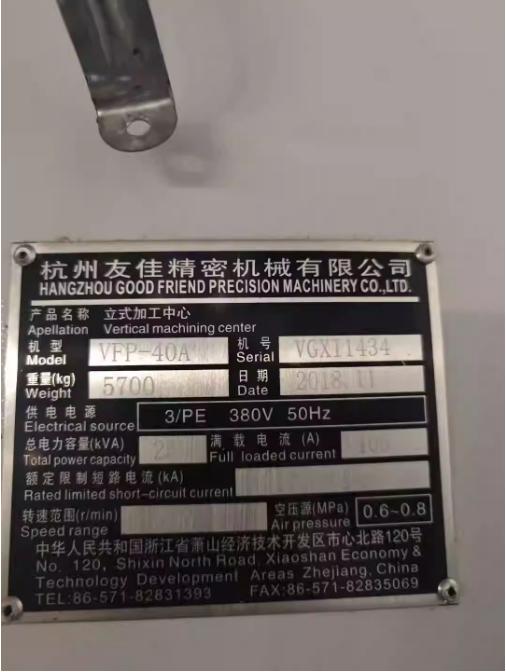 杭州友佳精密机械有限公司
HANGZHOU GOOD FRIEND PRECISION MACHINERY CO.,LTD.
产品名称 立式加工中心
Apellation Vertical machining center
机型 VFP-40A 机号 VGXI1434
Model Serial
重量(kg) 5700 日期 2018.11
Weight Date
供电电源 3/PE 380V 50Hz
Electrical source
总电力容量(kVA) 满载电流(A)
Total power capacity Full loaded current
额定限制短路电流(kA)
Rated limited short-circuit current
转速范围(r/min) 空压源(MPa) 0.6~0.8
Speed range Air pressure
中华人民共和国浙江省萧山经济技术开发区市心北路120号
No. 120, Shixin North Road, Xiaoshan Economy &
Technology Development Areas Zhejiang, China
TEL:86-571-82831393 FAX:86-571-82835069